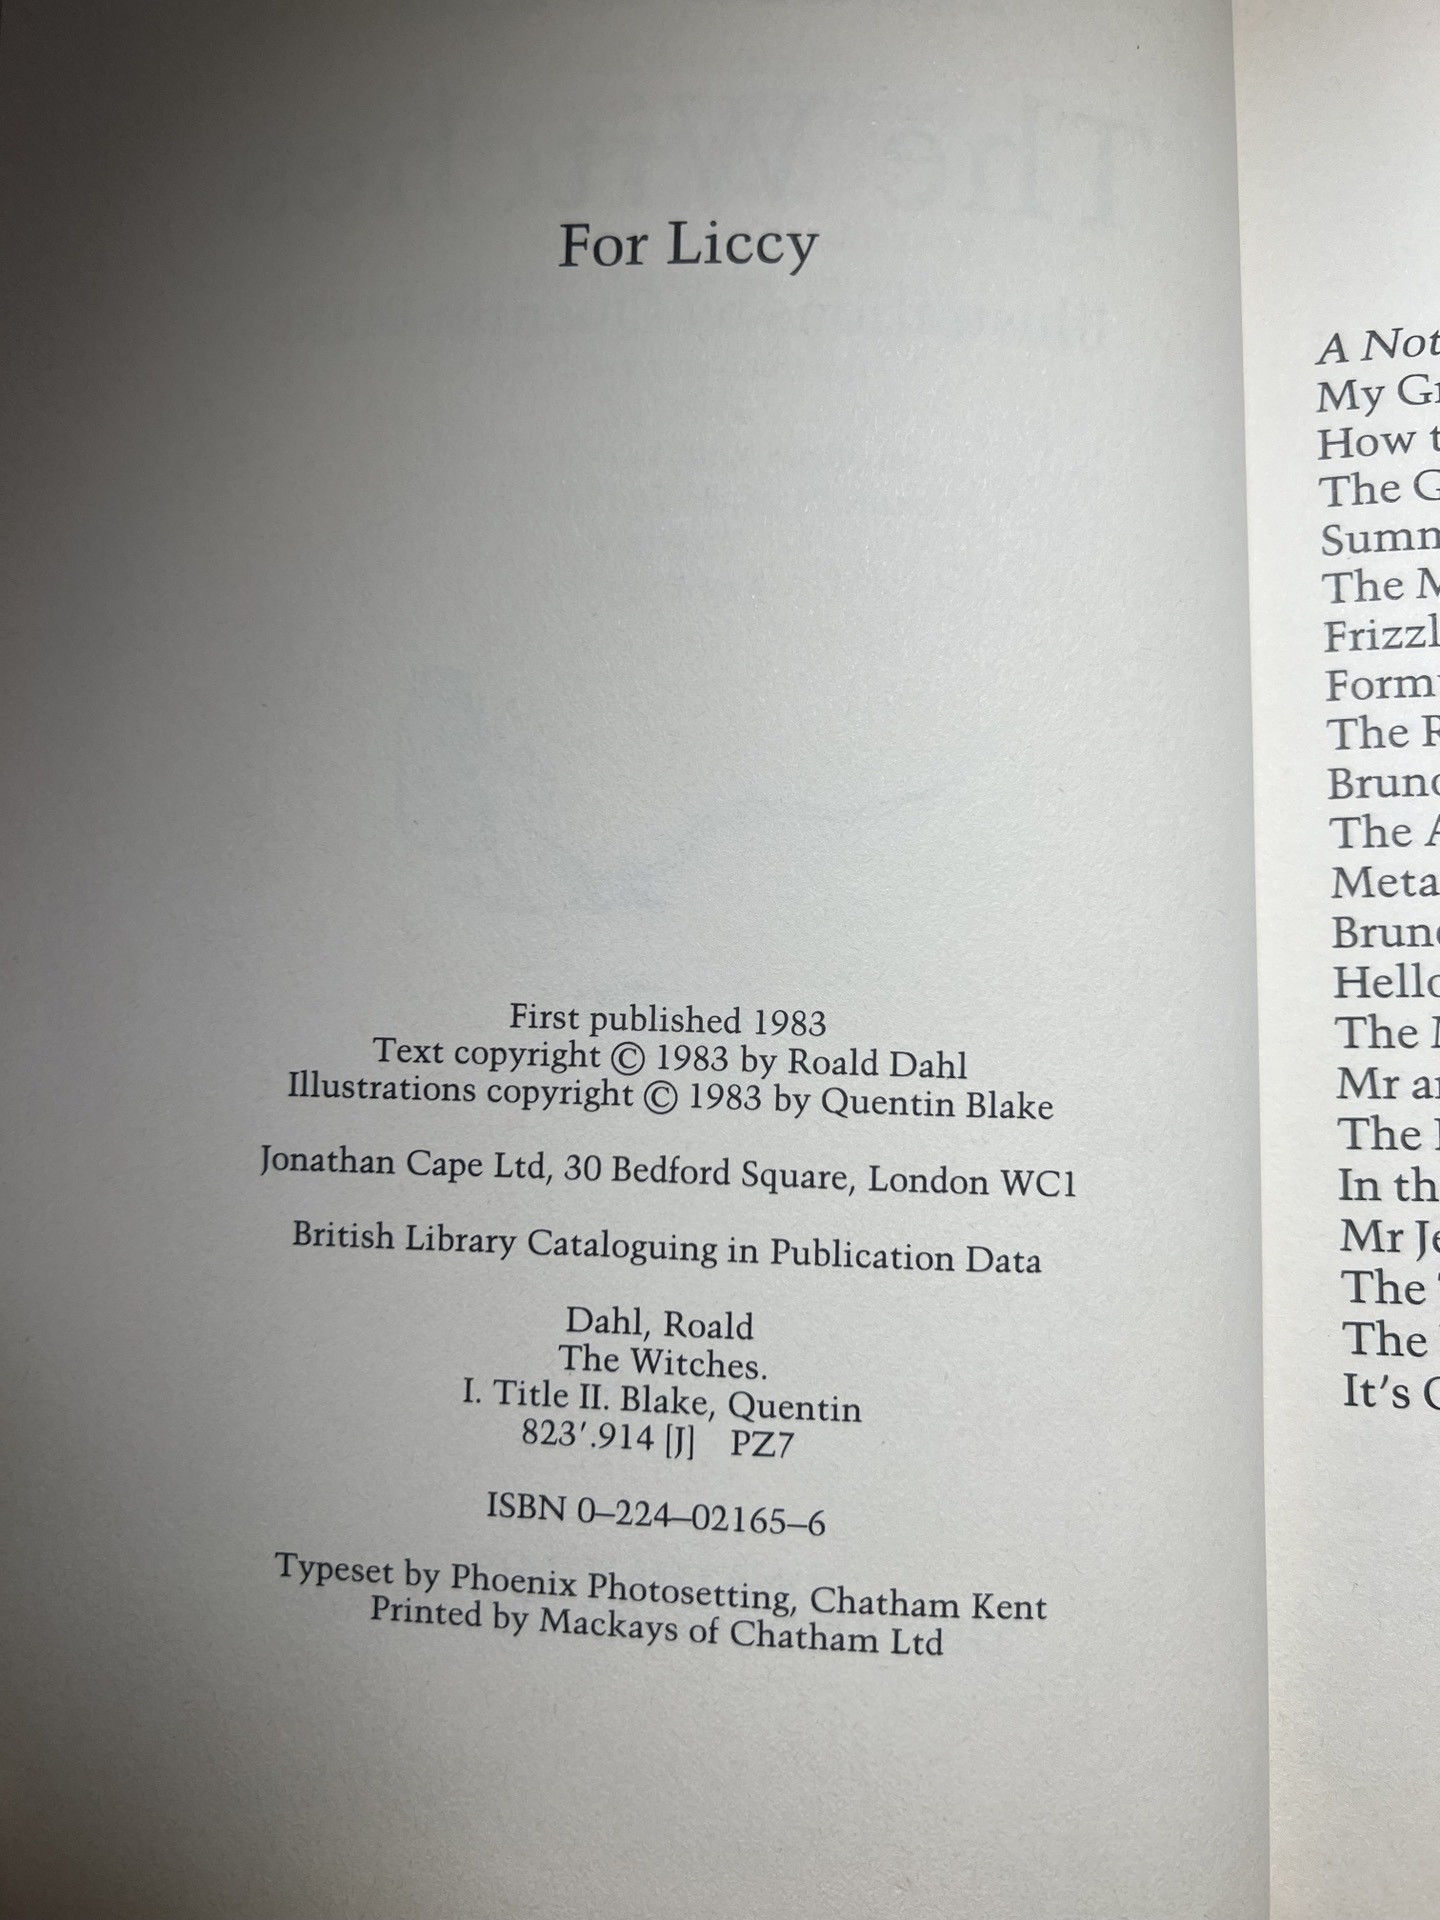 For Liccy
First published 1983
Text copyright © 1983 by Roald Dahl
Illustrations copyright © 1983 by Quentin Blake
Jonathan Cape Ltd, 30 Bedford Square, London WC1
British Library Cataloguing in Publication Data
Dahl, Roald
The Witches.
I. Title II. Blake, Quentin
823′.914 [J] PZ7
ISBN 0–224–02165–6
Typeset by Phoenix Photosetting, Chatham Kent
Printed by Mackays of Chatham Ltd
A
My
How
The
The
The
The
The
Mr
The
In
Mr
The
The
It's